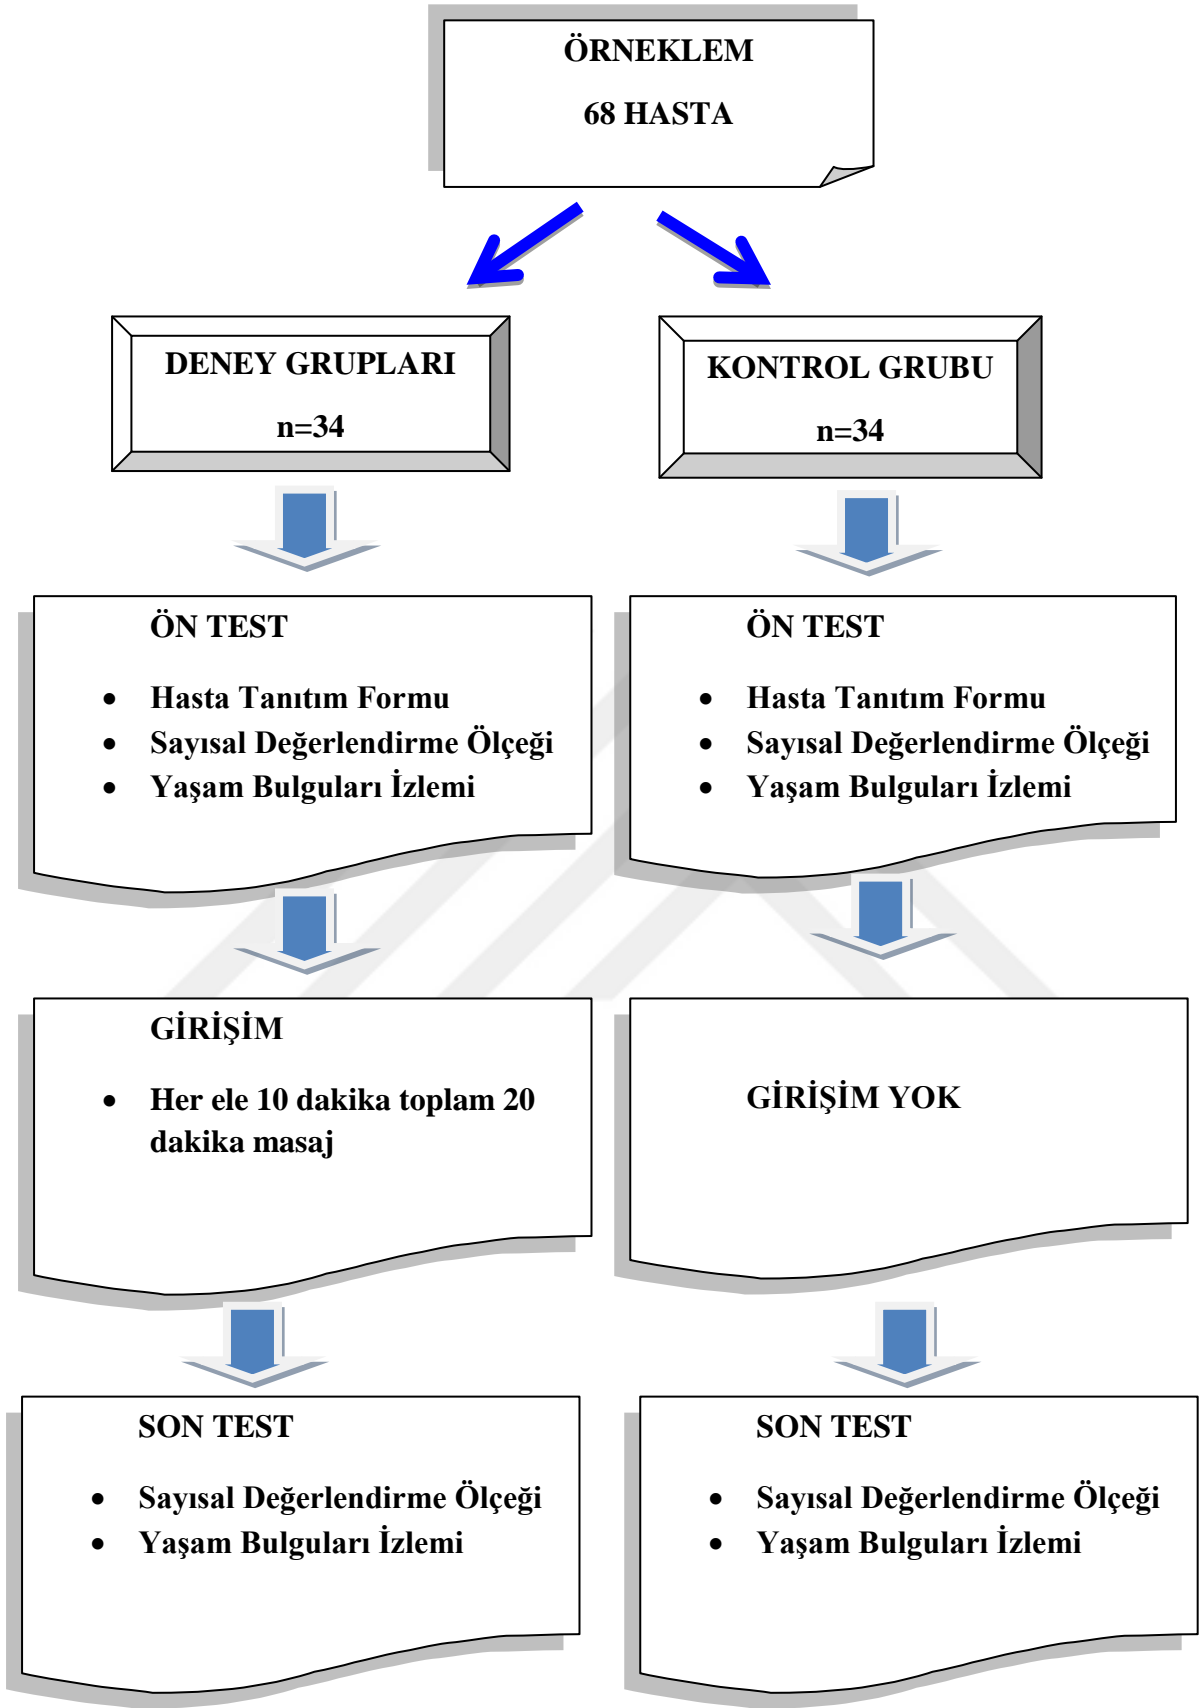 ÖRNEKLEM
68 HASTA
DENEY GRUPLARI
n=34
KONTROL GRUBU
n=34
ÖN TEST
• Hasta Tanıtım Formu
• Sayısal Değerlendirme Ölçeği
• Yaşam Bulguları İzlemi
ÖN TEST
• Hasta Tanıtım Formu
• Sayısal Değerlendirme Ölçeği
• Yaşam Bulguları İzlemi
GİRİŞİM
• Her ele 10 dakika toplam 20
dakika masaj
GİRİŞİM YOK
SON TEST
• Sayısal Değerlendirme Ölçeği
• Yaşam Bulguları İzlemi
SON TEST
• Sayısal Değerlendirme Ölçeği
• Yaşam Bulguları İzlemi